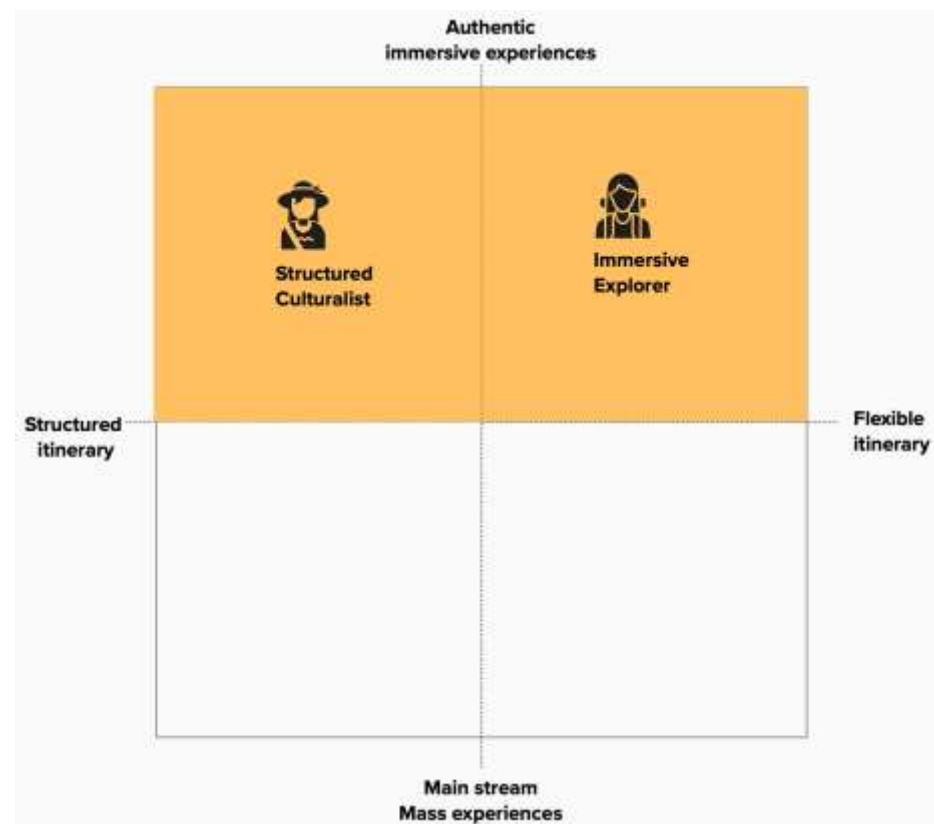 Authentic
immersive experiences
Structured
Culturalist
Immersive
Explorer
Structured
itinerary
Flexible
itinerary
Main stream
Mass experiences